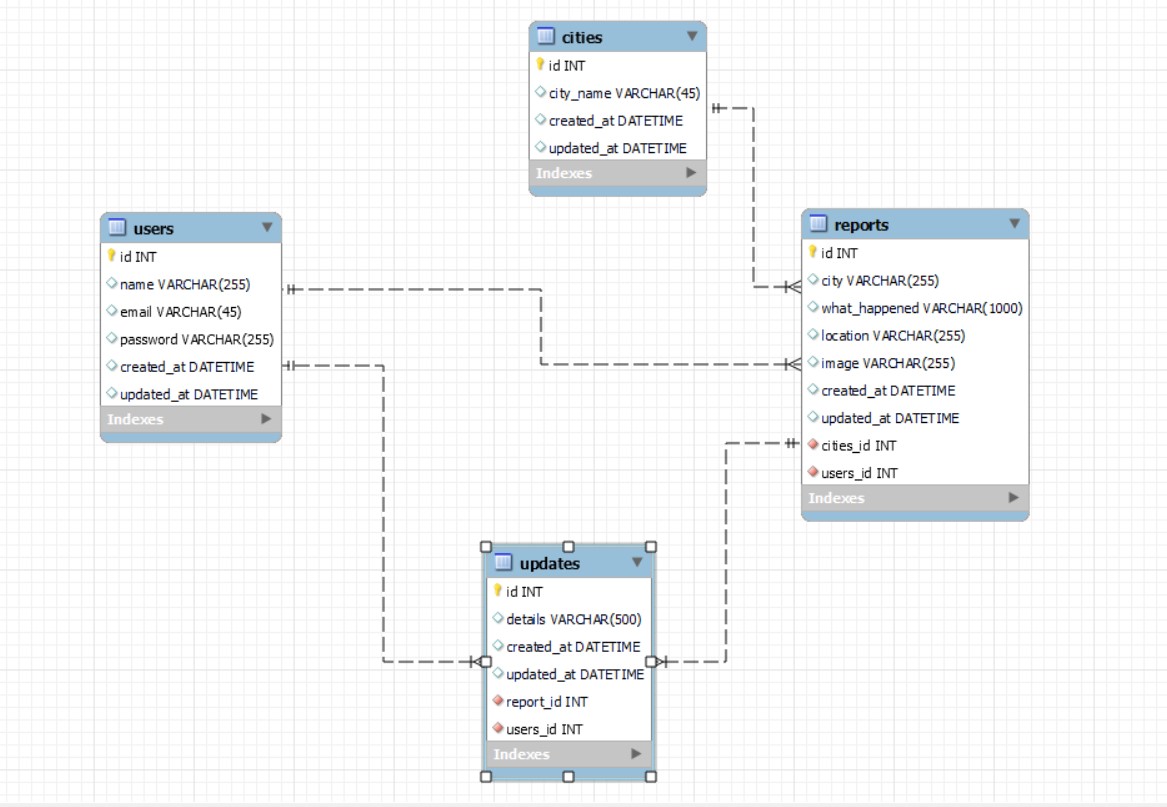 cities
id INT
city_name VARCHAR(45)
created_at DATETIME
updated_at DATETIME
Indexes
users
id INT
name VARCHAR(255)
email VARCHAR(45)
password VARCHAR(255)
created_at DATETIME
updated_at DATETIME
Indexes
reports
id INT
city VARCHAR(255)
what_happened VARCHAR(1000)
location VARCHAR(255)
image VARCHAR(255)
created_at DATETIME
updated_at DATETIME
cities_id INT
users_id INT
Indexes
updates
id INT
details VARCHAR(500)
created_at DATETIME
updated_at DATETIME
report_id INT
users_id INT
Indexes